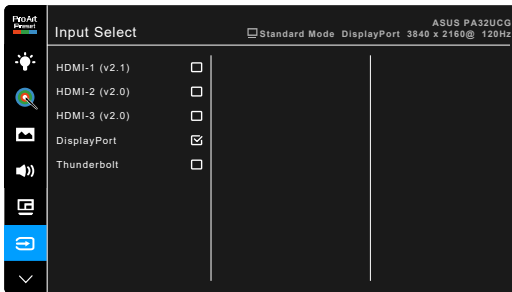 ProArt
Preset
Input Select
ASUS PA32UCG
Standard Mode DisplayPort 3840 x 2160@ 120Hz
HDMI-1 (v2.1)
HDMI-2 (v2.0)
HDMI-3 (v2.0)
DisplayPort
Thunderbolt